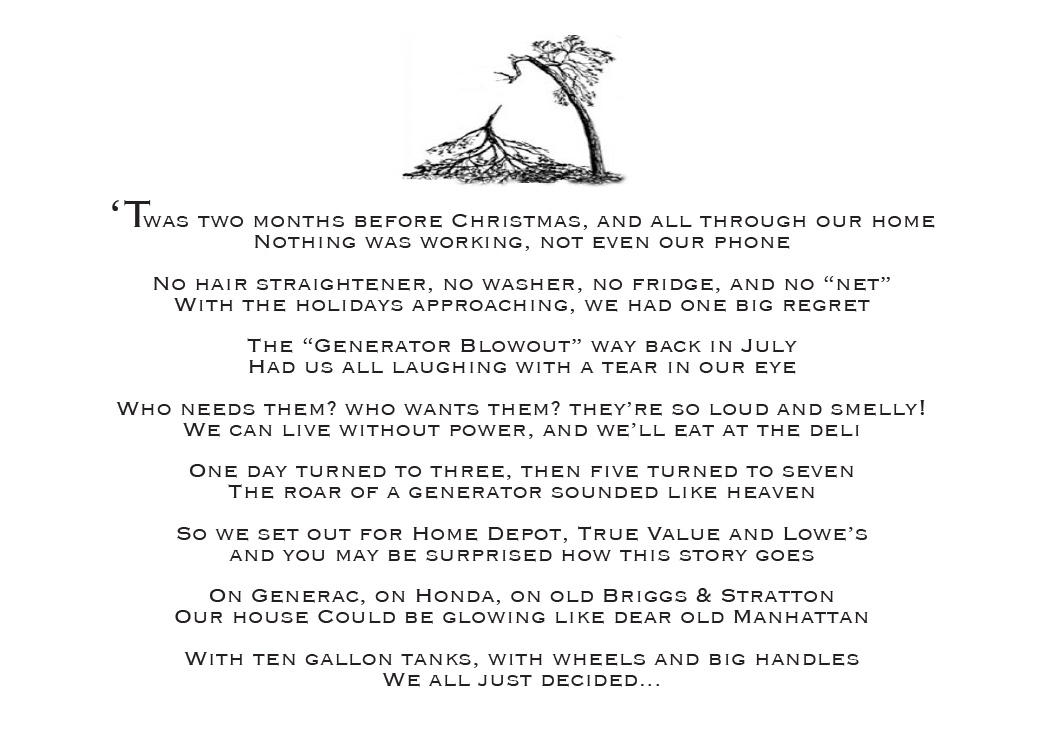 ‘Twas two months before Christmas, and all through our home
Nothing was working, not even our phone
No hair straightener, no washer, no fridge, and no “net”
With the holidays approaching, we had one big regret
The “Generator Blowout” way back in July
Had us all laughing with a tear in our eye
Who needs them? who wants them? they’re so loud and smelly!
We can live without power, and we’ll eat at the deli
One day turned to three, then five turned to seven
The roar of a generator sounded like heaven
So we set out for Home Depot, True Value and Lowe’s
and you may be surprised how this story goes
On Generac, on Honda, on old Briggs & Stratton
Our house Could be glowing like dear old Manhattan
With ten gallon tanks, with wheels and big handles
We all just decided...